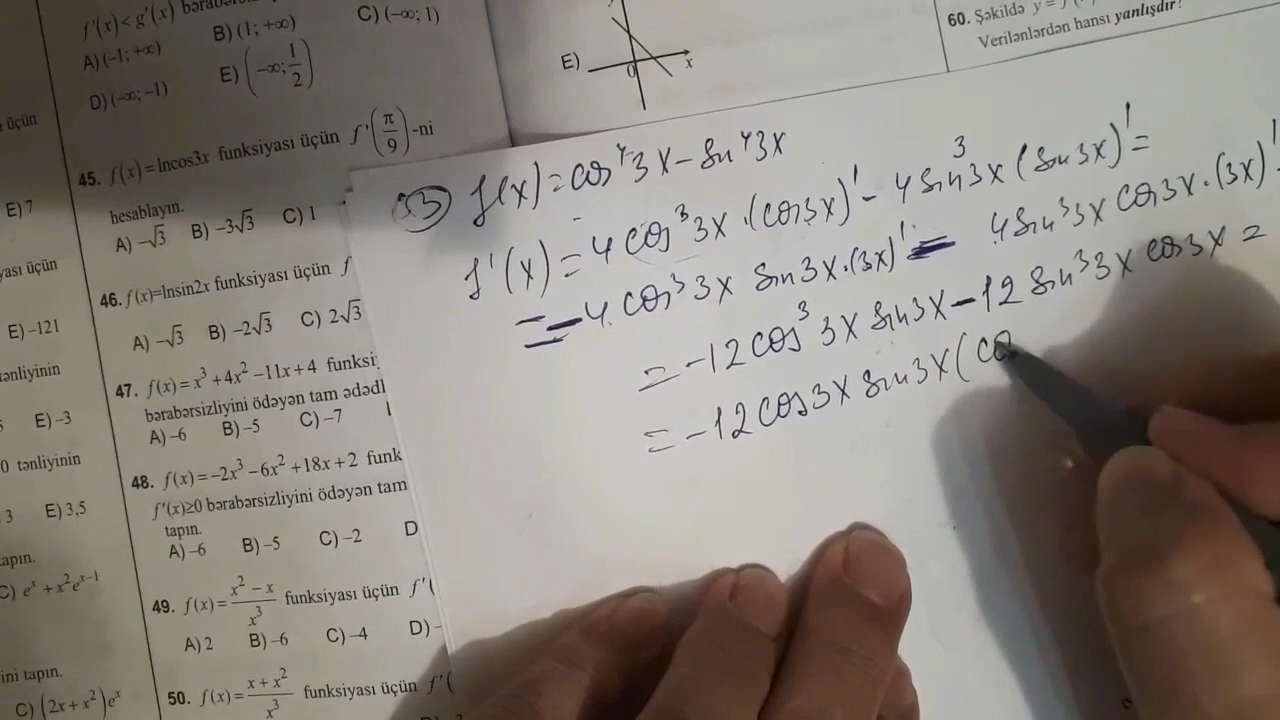 üçün
E) 7
yası üçün
E) –121
tənliyinin
E) –3
tənliyinin
3 E) 3,5
tapın.
C) eˣ + x²eˣ⁻¹
ini tapın.
C) (2x+x²)eˣ
f'(x)<g'(x)
A) (–1; +∞) B) (1; +∞) C) (–∞; 1)
D) (–∞; –1) E) (–∞; 1/2)
45. f(x) = lncos3x funksiyası üçün f'(π/9)-ni
hesablayın.
A) –√3 B) –3√3 C) 1
46. f(x)=lnsin2x funksiyası üçün f
A) –√3 B) –2√3 C) 2√3
47. f(x) = x³ + 4x² –11x + 4 funksi
bərabərsizliyini ödəyən tam ədədl
A) –6 B) –5 C) –7
48. f(x) = –2x³ – 6x² + 18x + 2 funk
f'(x)≥0 bərabərsizliyini ödəyən tam
tapın.
A) –6 B) –5 C) –2 D
49. f(x) = (x² – x)/x³ funksiyası üçün f'(
A) 2 B) –6 C) –4 D) –
50. f(x) = (x + x²)/x³ funksiyası üçün f'(
E) 0 x
60. Şəkildə y =
Verilənlərdən hansı yanlışdır?
53 f(x) = cos⁴3x – sin⁴3x
f'(x) = 4cos³3x·(cos3x)' – 4sin³3x(sin3x)' =
= –4cos³3x sin3x·(3x)' – 4sin³3x cos3x·(3x)' =
= –12cos³3x sin3x – 12sin³3x cos3x =
= –12cos3x sin3x(co